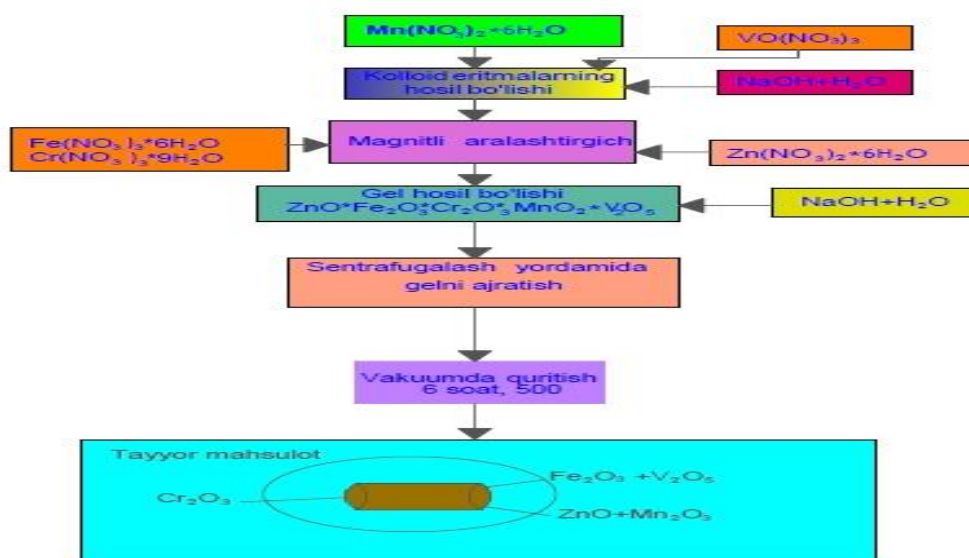 Mn(NO₃)₂*6H₂O
VO(NO₃)₃
Kolloid eritmalarning
hosil bo'lishi
NaOH+H₂O
Fe(NO₃)₃*6H₂O
Cr(NO₃)₃*9H₂O
Magnitli aralashtirgich
Zn(NO₃)₂*6H₂O
Gel hosil bo'lishi
ZnO*Fe₂O₃*Cr₂O₃*MnO₂*V₂O₅
NaOH+H₂O
Sentrafugalash yordamida
gelni ajratish
Vakuumda quritish
6 soat, 500
Tayyor mahsulot
Fe₂O₃ +V₂O₅
Cr₂O₃
ZnO+Mn₂O₃